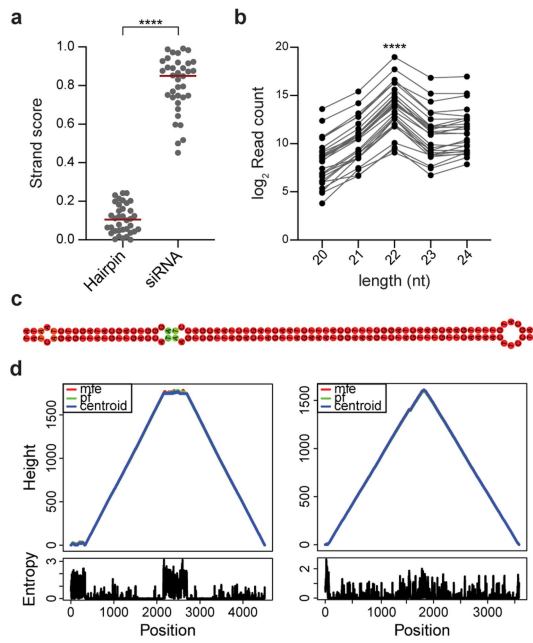 a
****
Strand score
1.0
0.8
0.6
0.4
0.2
0.0
Hairpin
siRNA
b
****
log2 Read count
20
15
10
5
0
20
21
22
23
24
length (nt)
c
d
mfe
pf
centroid
Height
1500
1000
500
0
Entropy
3
0
0
1000
2000
3000
4000
Position
mfe
pf
centroid
1500
1000
500
0
2
0
0
1000
2000
3000
Position